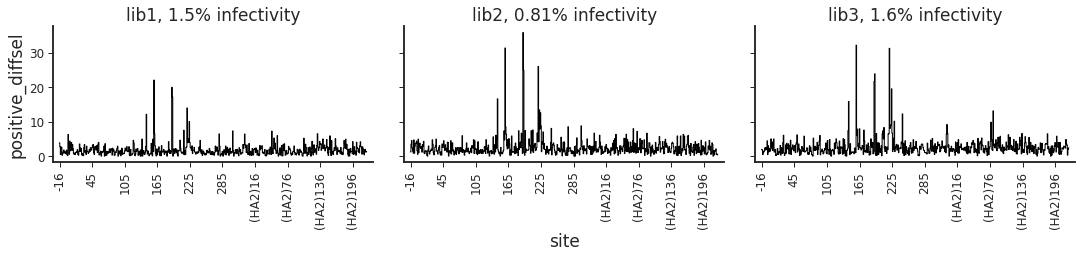 lib1, 1.5% infectivity
lib2, 0.81% infectivity
lib3, 1.6% infectivity
positive_diffsel
30
20
10
0
-16 45 105 165 225 285 (HA2)16 (HA2)76 (HA2)136 (HA2)196
-16 45 105 165 225 285 (HA2)16 (HA2)76 (HA2)136 (HA2)196
-16 45 105 165 225 285 (HA2)16 (HA2)76 (HA2)136 (HA2)196
site